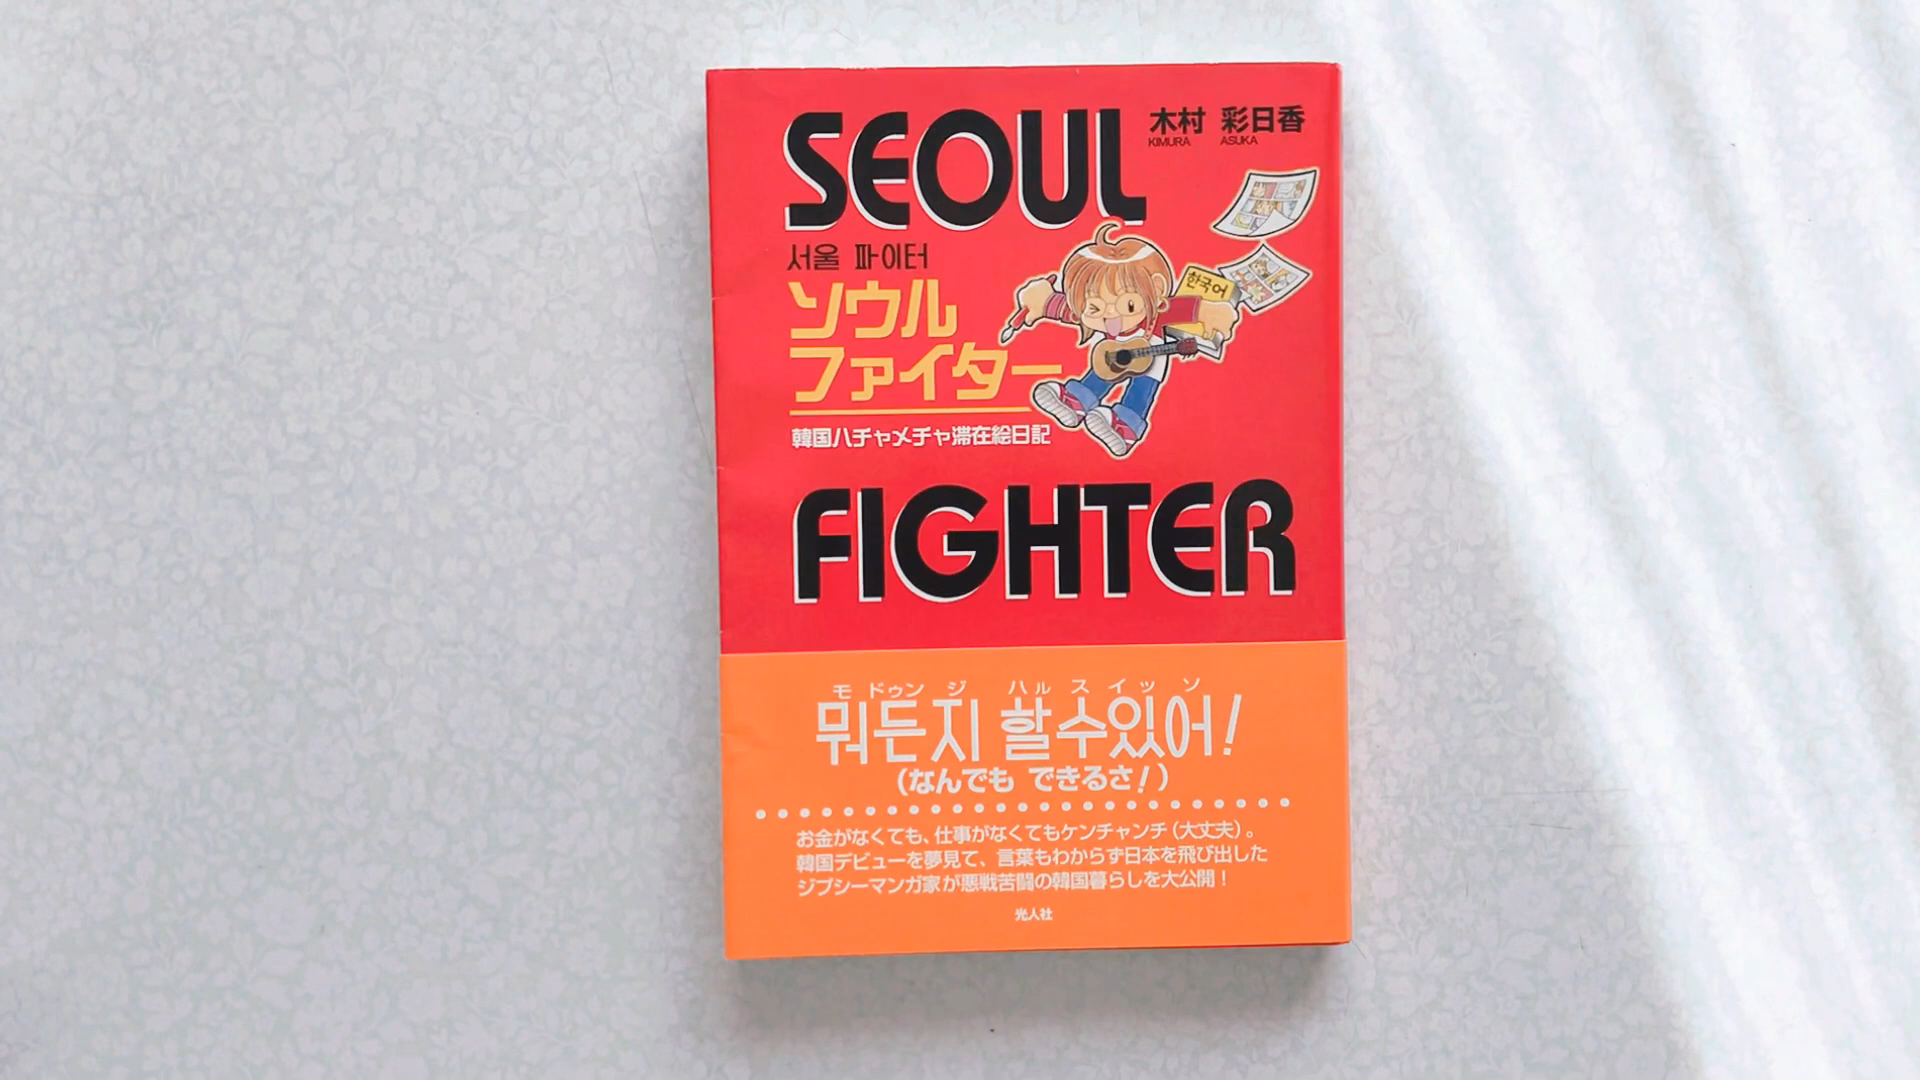 SEOUL
木村 彩日香
KIMURA ASUKA
서울 파이터
ソウル
ファイター
韓国ハチャメチャ滞在絵日記
한국어
FIGHTER
モ ドゥン ジ ハル ス イッ ソ
뭐든지 할수있어!
(なんでも できるさ!)
お金がなくても、仕事がなくてもケンチャンチ(大丈夫)。
韓国デビューを夢見て、言葉もわからず日本を飛び出した
ジプシーマンガ家が悪戦苦闘の韓国暮らしを大公開!
光人社